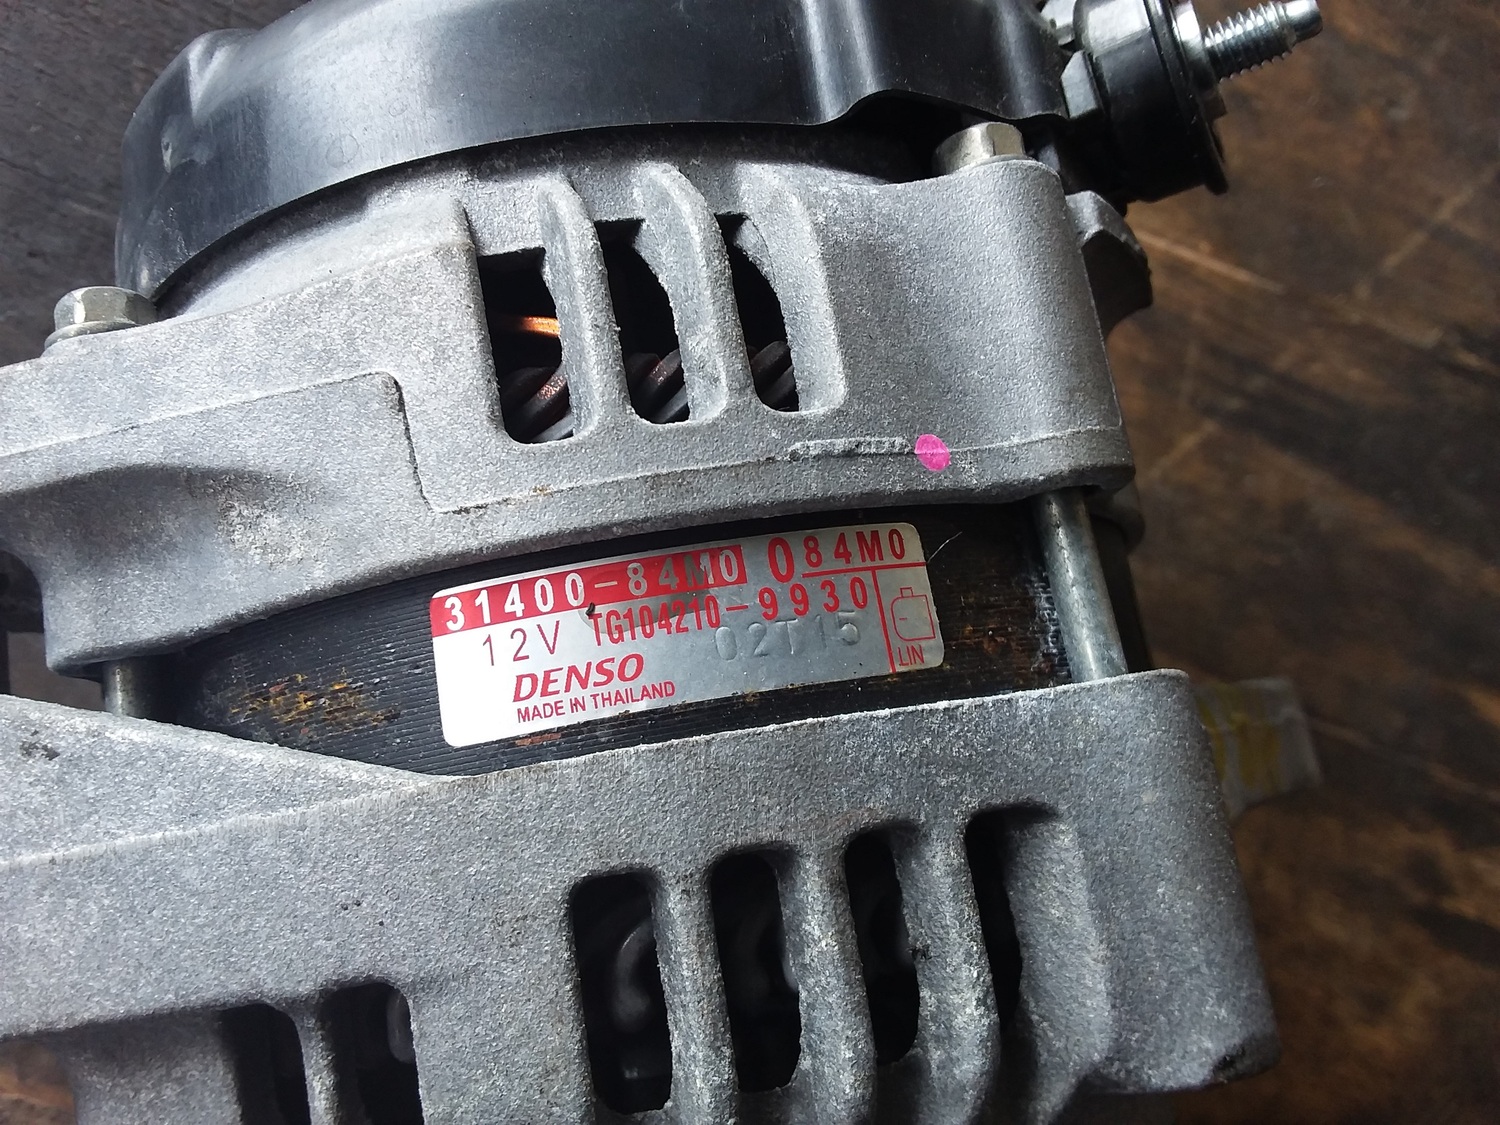 31400-84M0 084M0
12V TG104210-9930
02T15
DENSO
MADE IN THAILAND
LIN